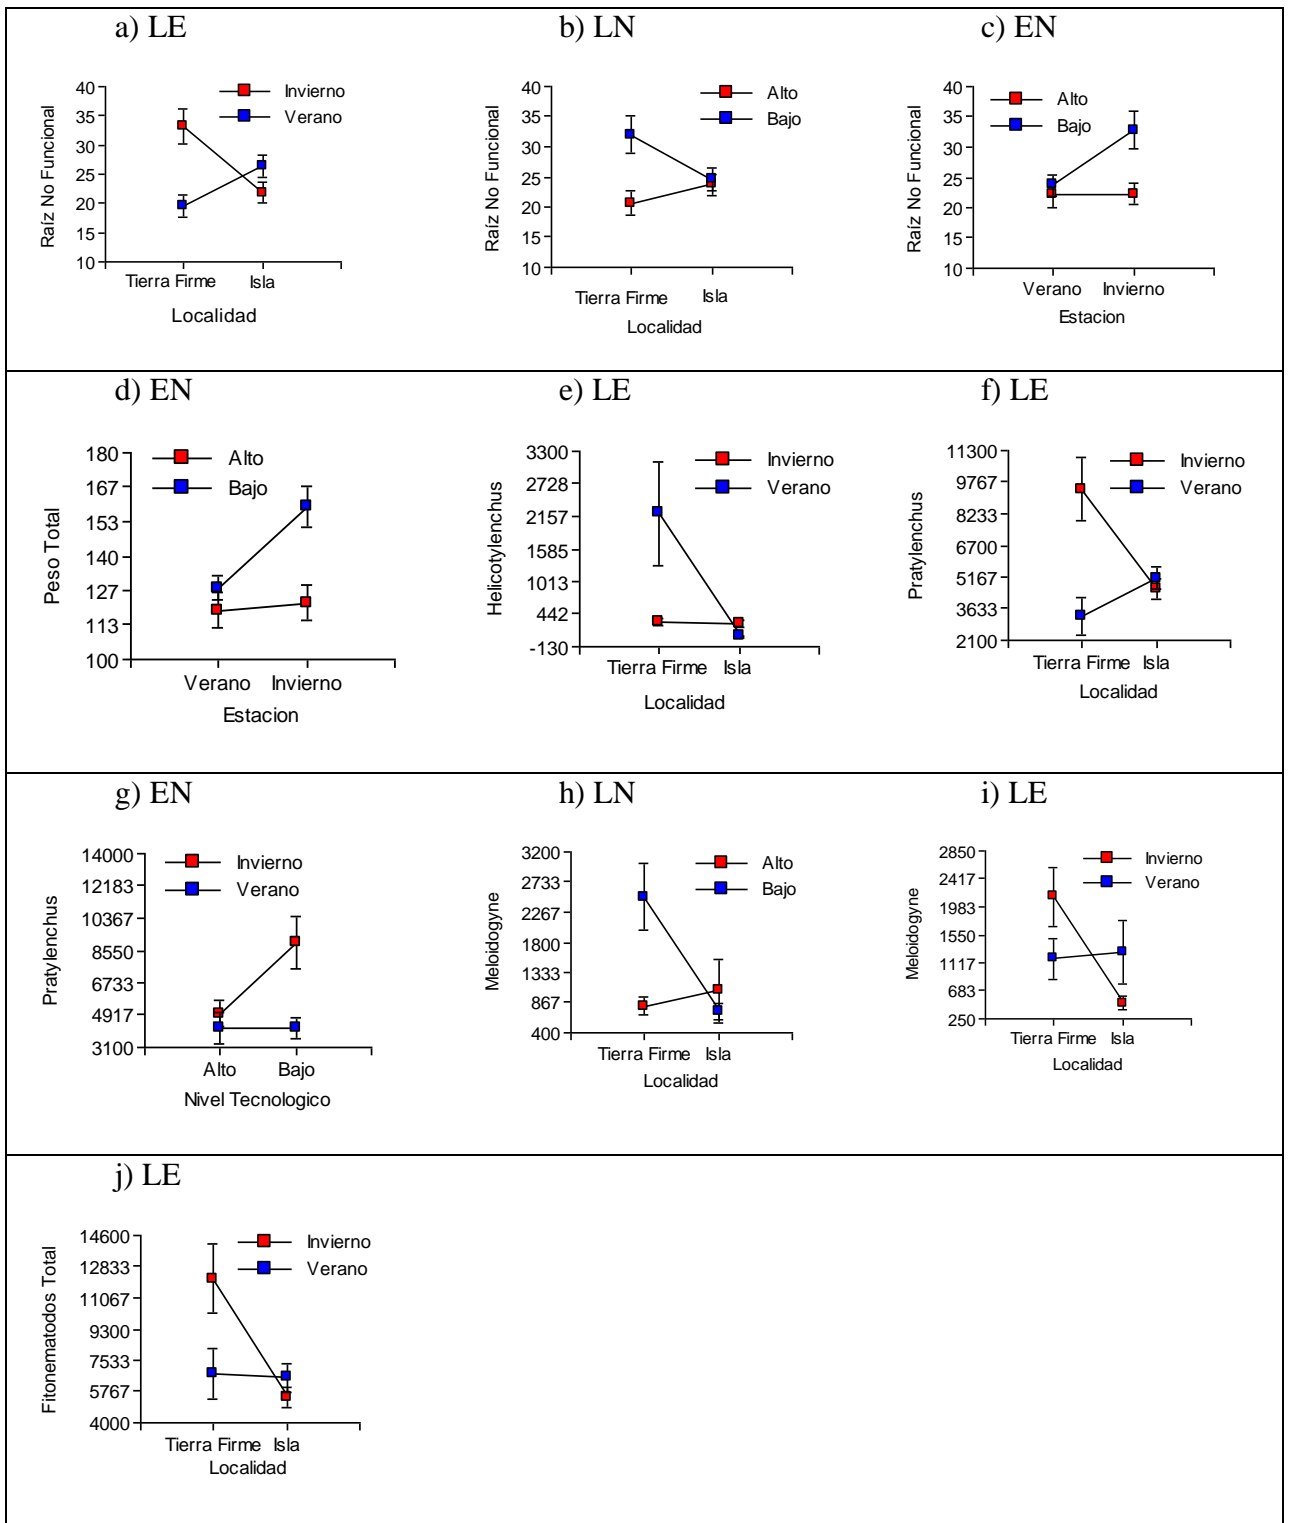 a) LE
b) LN
c) EN
Raíz No Funcional
40
35
30
25
20
15
10
Invierno
Verano
Tierra Firme Isla
Localidad
Raíz No Funcional
40
35
30
25
20
15
10
Alto
Bajo
Tierra Firme Isla
Localidad
Raíz No Funcional
40
35
30
25
20
15
10
Alto
Bajo
Verano Invierno
Estacion
d) EN
e) LE
f) LE
Peso Total
180
167
153
140
127
113
100
Alto
Bajo
Verano Invierno
Estacion
Helicotylenchus
3300
2728
2157
1585
1013
442
-130
Invierno
Verano
Tierra Firme Isla
Localidad
Pratylenchus
11300
9767
8233
6700
5167
3633
2100
Invierno
Verano
Tierra Firme Isla
Localidad
g) EN
h) LN
i) LE
Pratylenchus
14000
12183
10367
8550
6733
4917
3100
Invierno
Verano
Alto Bajo
Nivel Tecnologico
Meloidogyne
3200
2733
2267
1800
1333
867
400
Alto
Bajo
Tierra Firme Isla
Localidad
Meloidogyne
2850
2417
1983
1550
1117
683
250
Invierno
Verano
Tierra Firme Isla
Localidad
j) LE
Fitonematodos Total
14600
12833
11067
9300
7533
5767
4000
Invierno
Verano
Tierra Firme Isla
Localidad